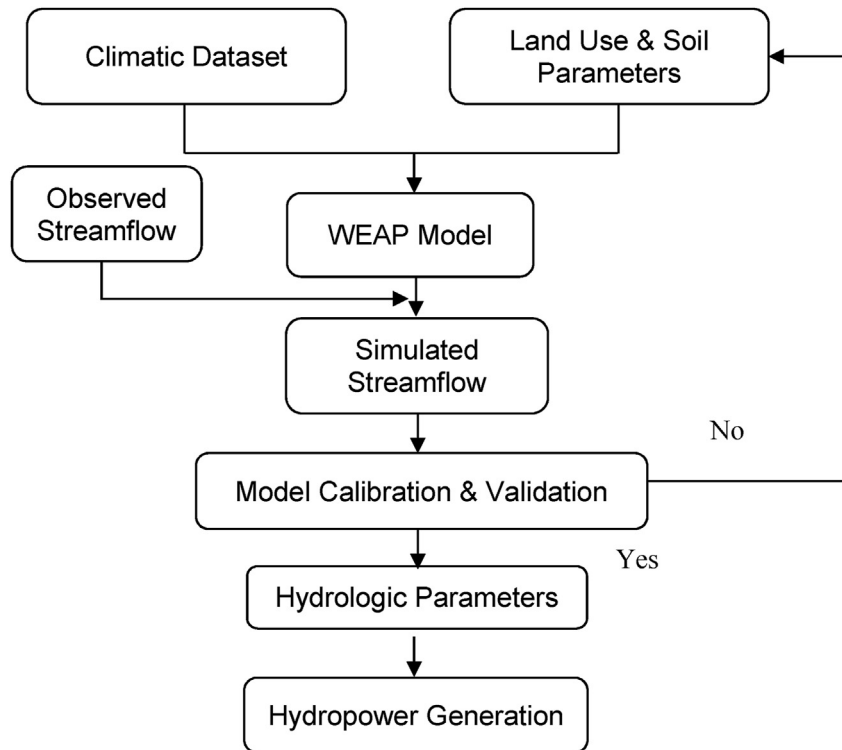 Climatic Dataset
Land Use & Soil
Parameters
Observed
Streamflow
WEAP Model
Simulated
Streamflow
No
Model Calibration & Validation
Yes
Hydrologic Parameters
Hydropower Generation